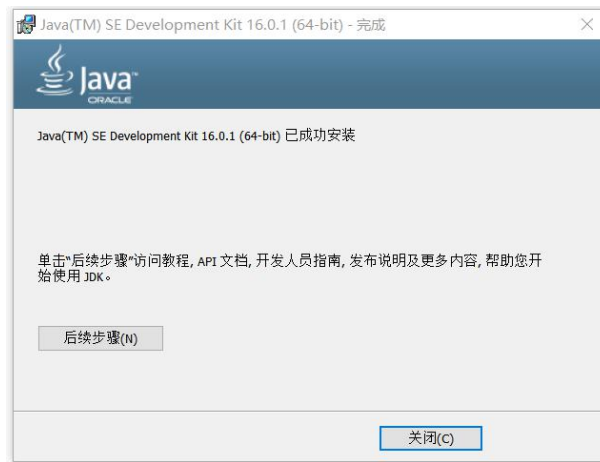 Java(TM) SE Development Kit 16.0.1 (64-bit) - 完成
Java™
ORACLE
Java(TM) SE Development Kit 16.0.1 (64-bit) 已成功安装
单击“后续步骤”访问教程, API 文档, 开发人员指南, 发布说明及更多内容, 帮助您开
始使用 JDK。
后续步骤(N)
关闭(C)